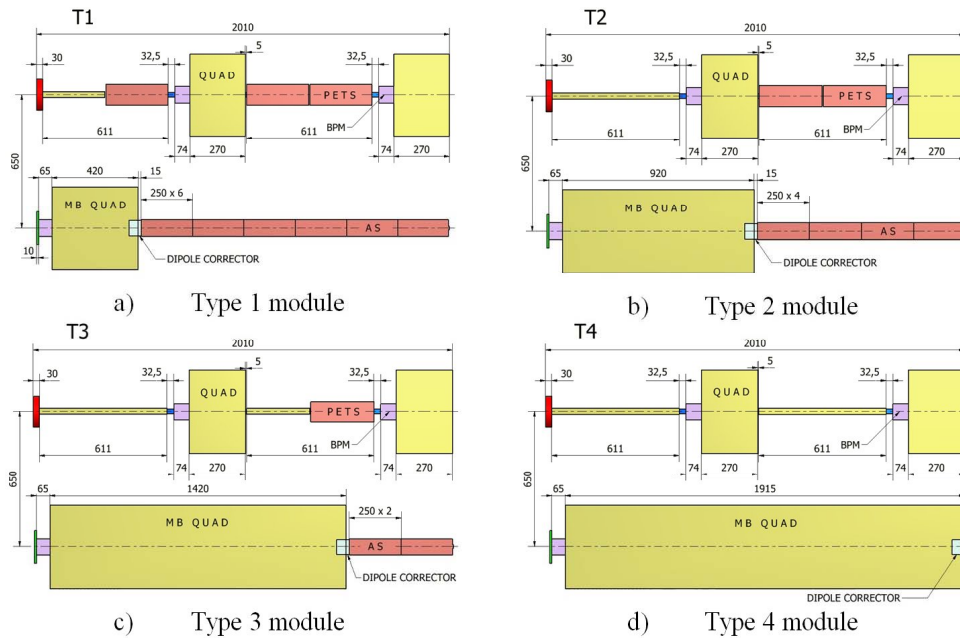 T1
2010
30
32,5
5
32,5
QUAD
PETS
611
611
BPM
74
270
74
270
650
65
420
15
250 x 6
MB QUAD
AS
10
DIPOLE CORRECTOR
a) Type 1 module
T2
2010
30
32,5
5
32,5
QUAD
PETS
611
611
BPM
74
270
74
270
650
65
920
15
250 x 4
MB QUAD
AS
DIPOLE CORRECTOR
b) Type 2 module
T3
2010
30
32,5
5
32,5
QUAD
PETS
611
611
BPM
74
270
74
270
650
65
1420
MB QUAD
250 x 2
AS
DIPOLE CORRECTOR
c) Type 3 module
T4
2010
30
32,5
5
32,5
QUAD
611
611
BPM
74
270
74
270
650
65
1915
MB QUAD
DIPOLE CORRECTOR
d) Type 4 module